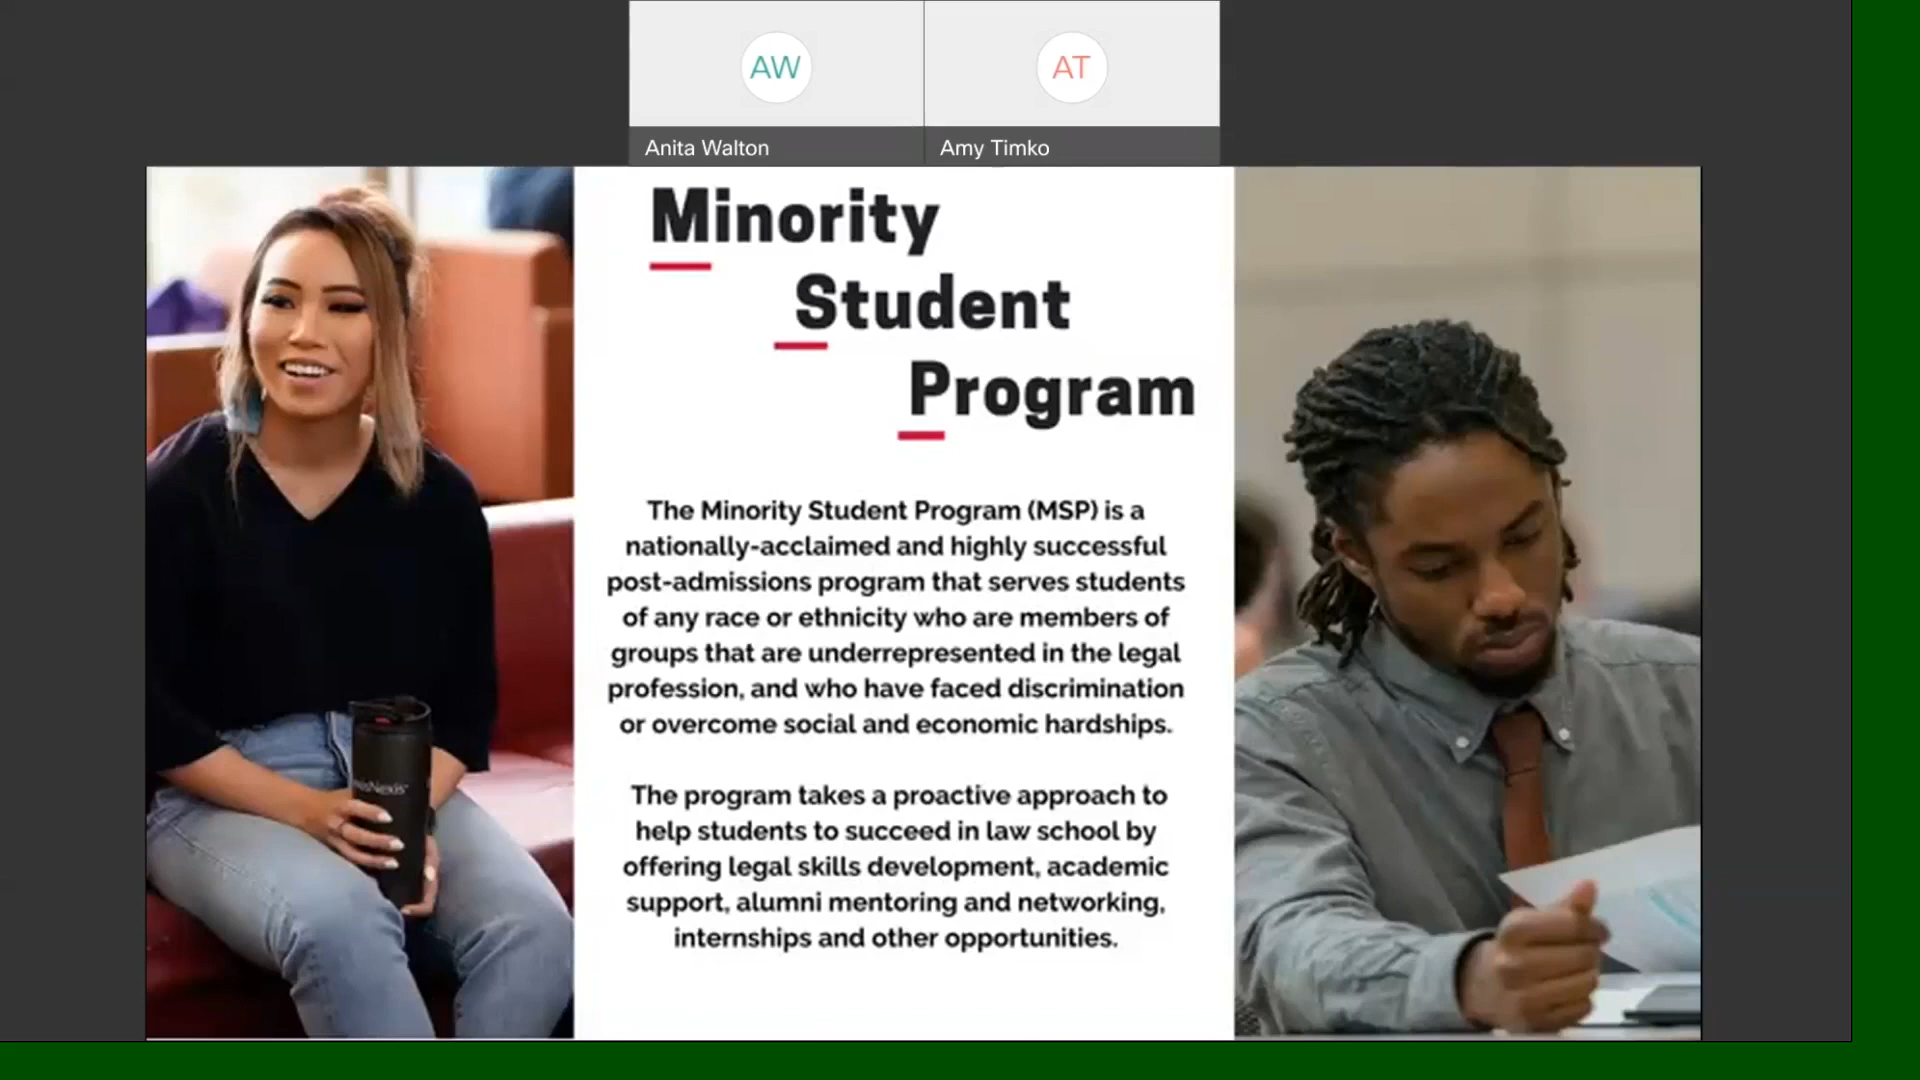 AW
AT
Anita Walton
Amy Timko
Minority
Student
Program
The Minority Student Program (MSP) is a
nationally-acclaimed and highly successful
post-admissions program that serves students
of any race or ethnicity who are members of
groups that are underrepresented in the legal
profession, and who have faced discrimination
or overcome social and economic hardships.
The program takes a proactive approach to
help students to succeed in law school by
offering legal skills development, academic
support, alumni mentoring and networking,
internships and other opportunities.